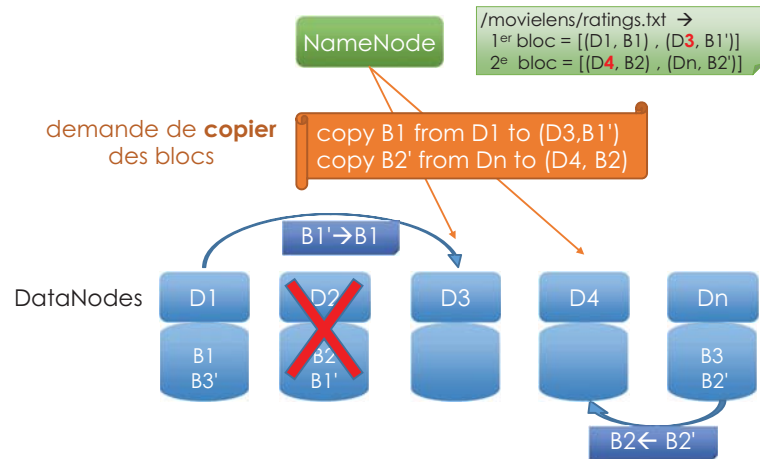 /movielens/ratings.txt →
1er bloc = [(D1, B1) , (D3, B1')]
2e bloc = [(D4, B2) , (Dn, B2')]
NameNode
demande de copier
des blocs
copy B1 from D1 to (D3,B1')
copy B2' from Dn to (D4, B2)
B1'→B1
DataNodes
D1
D2
D3
D4
Dn
B1
B3'
B2
B1'
B3
B2'
B2← B2'